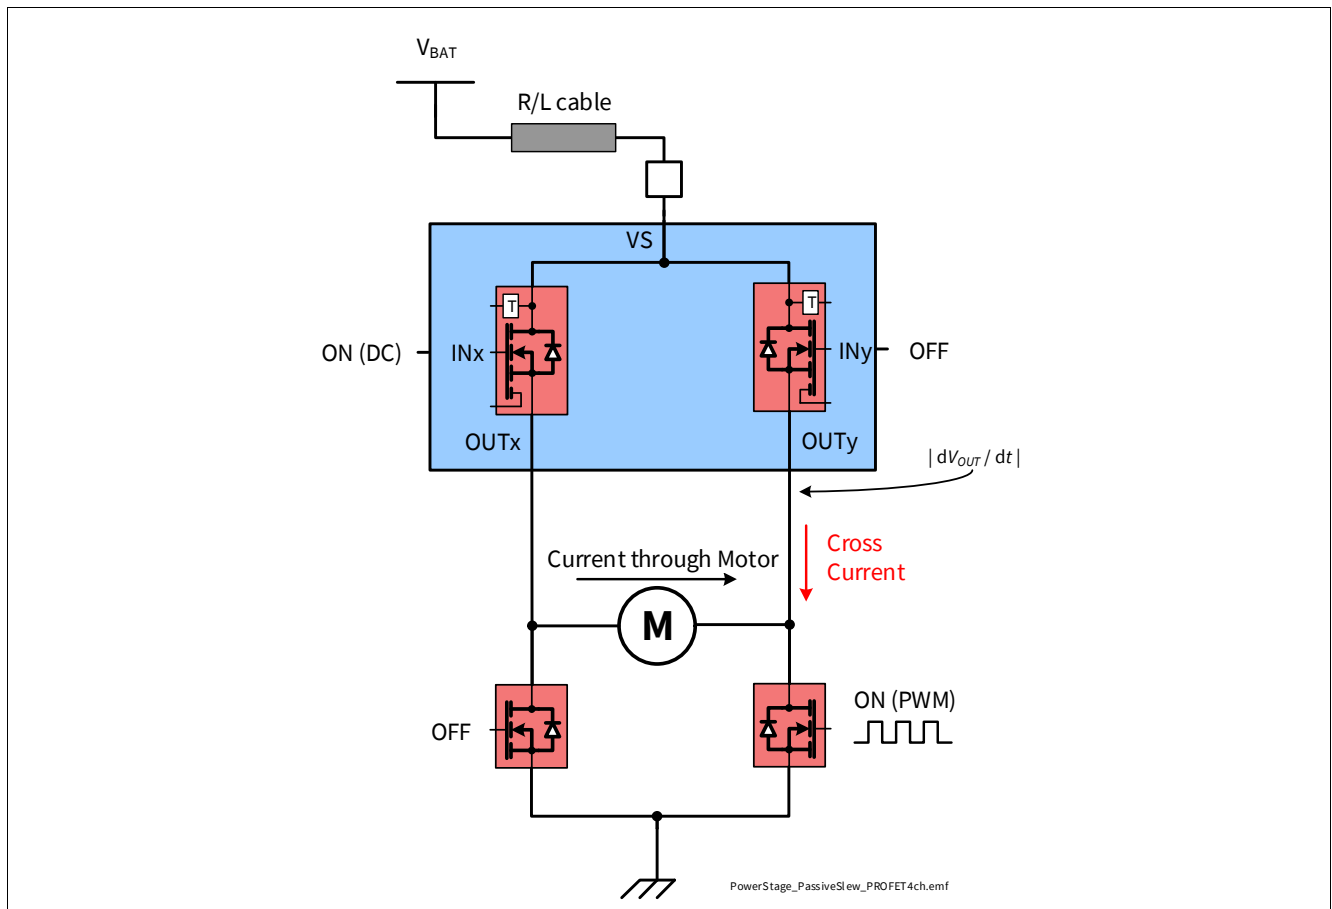 VBAT
R/L cable
VS
T
T
ON (DC)
INx
INy
OFF
OUTx
OUTy
| dVOUT / dt |
Cross
Current
Current through Motor
M
OFF
ON (PWM)
PowerStage_PassiveSlew_PROFET4ch.emf